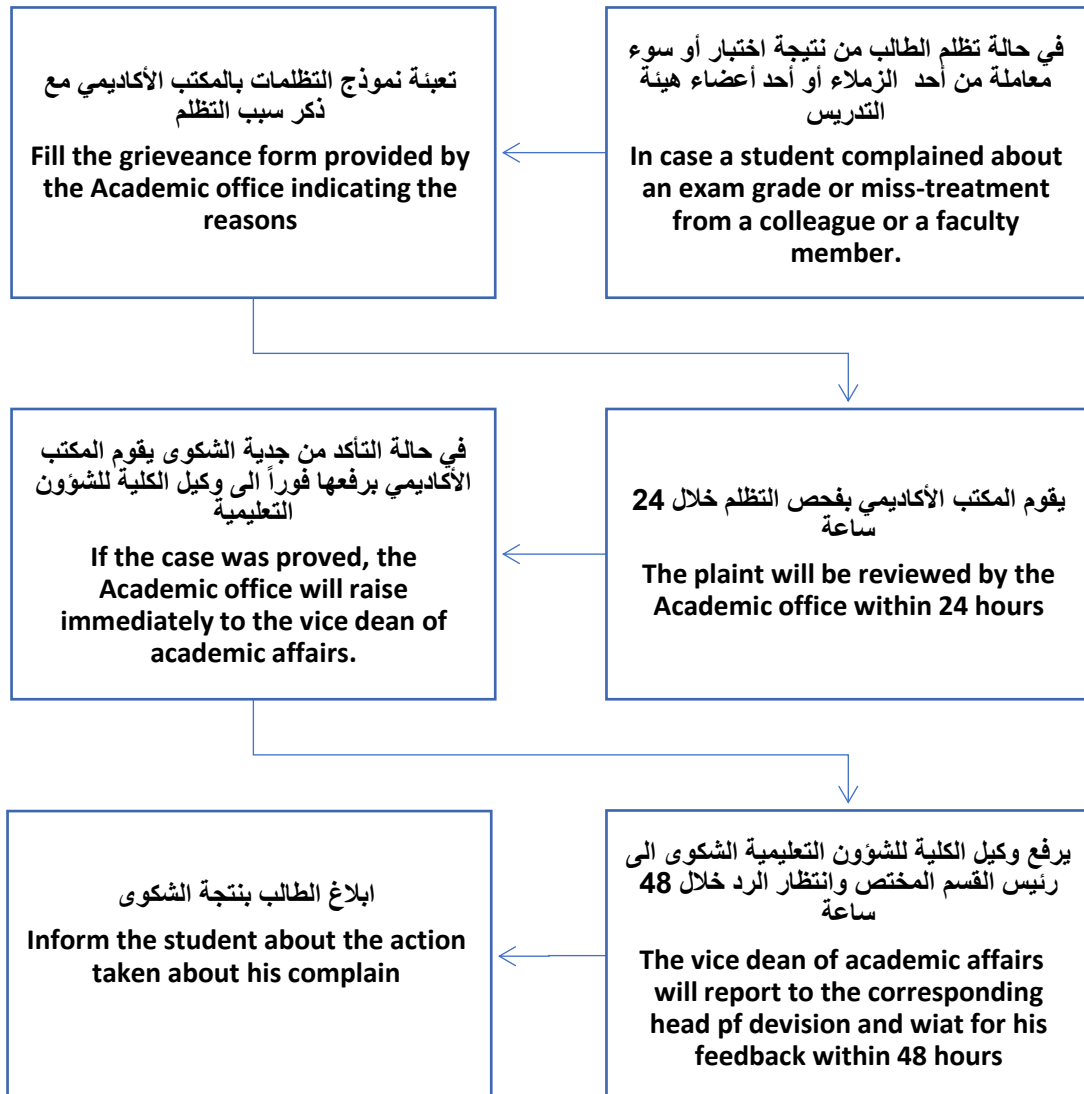 في حالة تظلم الطالب من نتيجة اختبار أو سوء
معاملة من أحد الزملاء أو أحد أعضاء هيئة
التدريس
In case a student complained about
an exam grade or miss-treatment
from a colleague or a faculty
member.
تعبئة نموذج التظلمات بالمكتب الأكاديمي مع
ذكر سبب التظلم
Fill the grieveance form provided by
the Academic office indicating the
reasons
يقوم المكتب الأكاديمي بفحص التظلم خلال 24
ساعة
The plaint will be reviewed by the
Academic office within 24 hours
في حالة التأكد من جدية الشكوى يقوم المكتب
الأكاديمي برفعها فوراً الى وكيل الكلية للشؤون
التعليمية
If the case was proved, the
Academic office will raise
immediately to the vice dean of
academic affairs.
يرفع وكيل الكلية للشؤون التعليمية الشكوى الى
رئيس القسم المختص وانتظار الرد خلال 48
ساعة
The vice dean of academic affairs
will report to the corresponding
head pf devision and wiat for his
feedback within 48 hours
ابلاغ الطالب بنتجة الشكوى
Inform the student about the action
taken about his complain